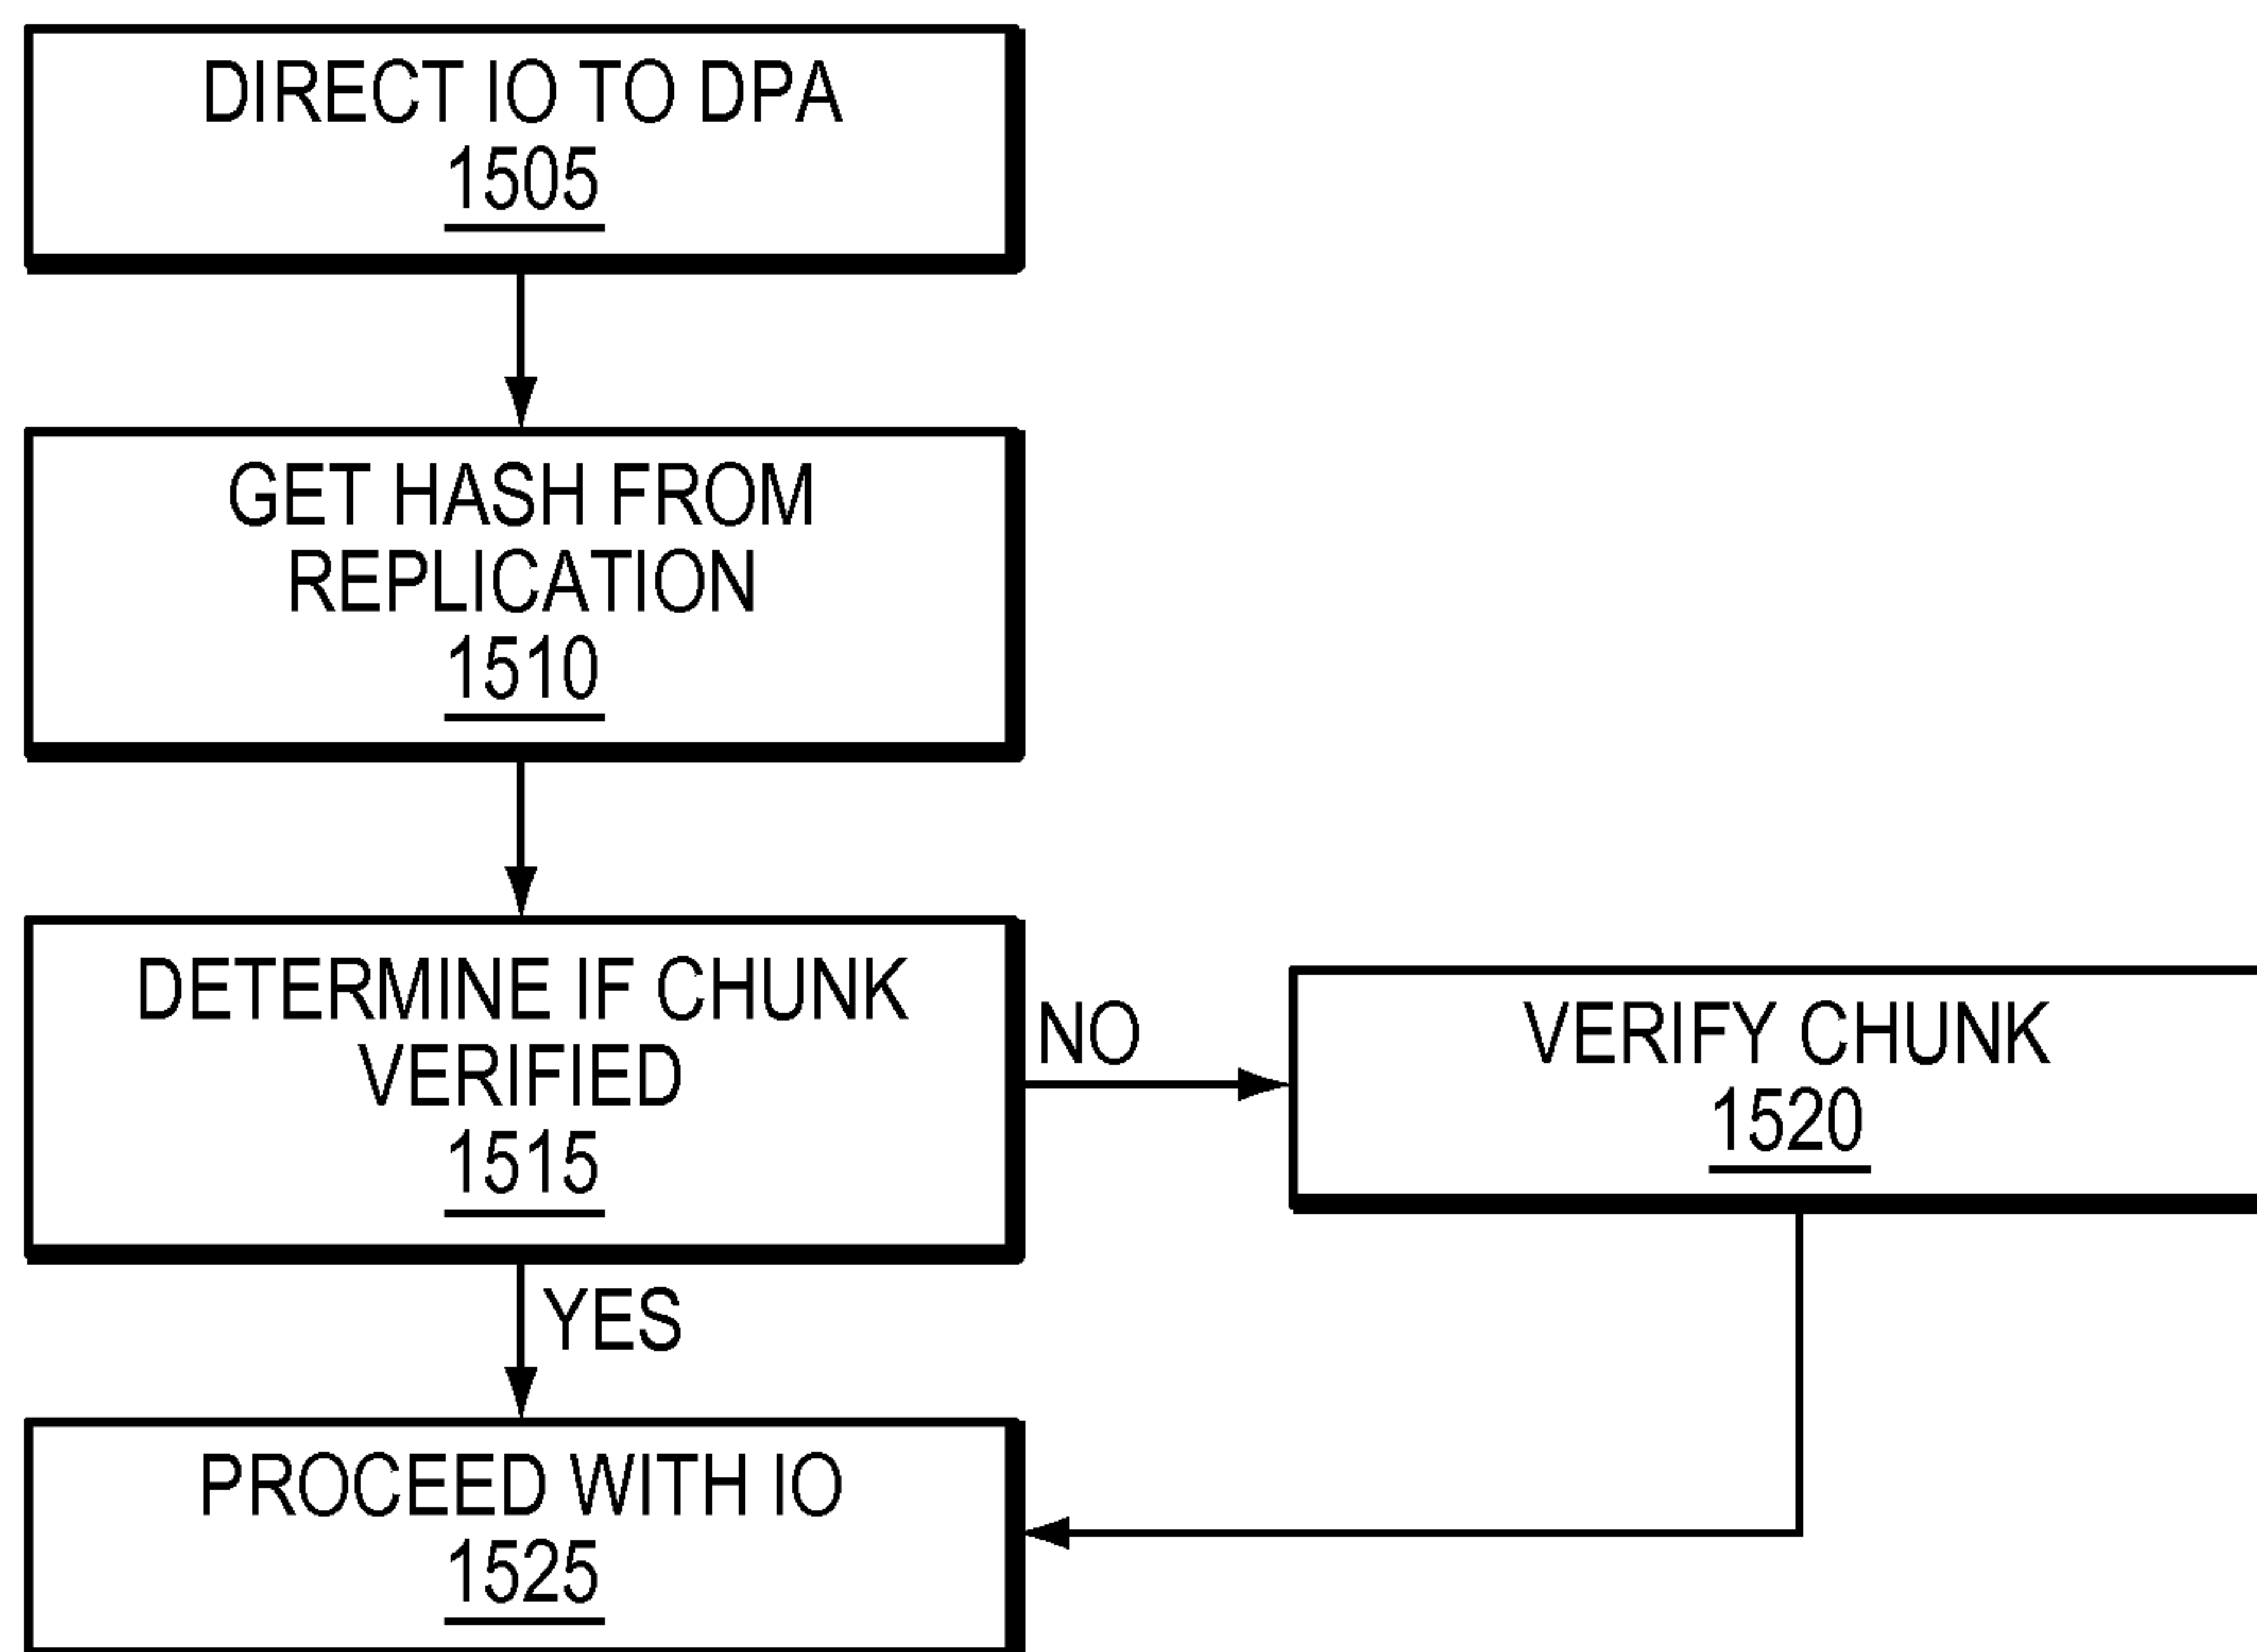 DIRECT IO TO DPA
1505
GET HASH FROM
REPLICATION
1510
DETERMINE IF CHUNK
VERIFIED
1515
NO
VERIFY CHUNK
1520
YES
PROCEED WITH IO
1525